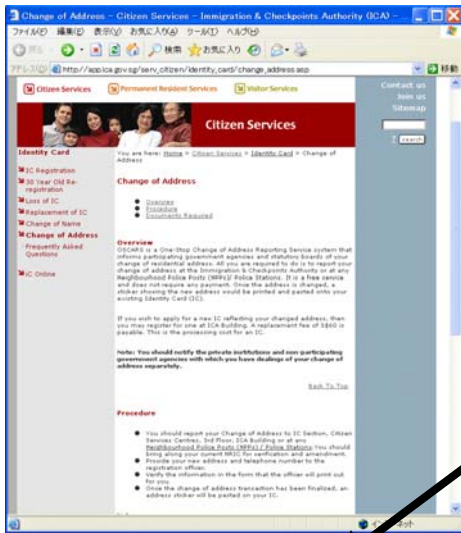 Change of Address - Citizen Services - Immigration & Checkpoints Authority (ICA) -
ファイル(F) 編集(E) 表示(V) お気に入り(A) ツール(T) ヘルプ(H)
検索 お気に入り
http://app.ica.gov.sg/serv_citizen/identity_card/change_address.asp 移動
Citizen Services Permanent Resident Services Visitor Services
Contact us
Join us
Sitemap
search
Citizen Services
Identity Card
IC Registration
30 Year Old Re-
registration
Loss of IC
Replacement of IC
Change of Name
Change of Address
Frequently Asked
Questions
IC Online
You are here: Home > Citizen Services > Identity Card > Change of
Address
Change of Address
Overview
Procedure
Documents Required
Overview
OSCARS is a One-Stop Change of Address Reporting Service system that
informs participating government agencies and statutory boards of your
change of residential address. All you are required to do is to report your
change of address at the Immigration & Checkpoints Authority or at any
Neighbourhood Police Posts (NPPs)/ Police Stations. It is a free service
and does not require any payment. Once the address is changed, a
sticker showing the new address would be printed and pasted onto your
existing Identity Card (IC).
If you wish to apply for a new IC reflecting your changed address, then
you may register for one at ICA Building. A replacement fee of S$60 is
payable. This is the processing cost for an IC.
Note: You should notify the private institutions and non-participating
government agencies with which you have dealings of your change of
address separately.
Back To Top
Procedure
You should report your Change of Address to IC Section, Citizen
Services Centres, 3rd Floor, ICA Building or at any
Neighbourhood Police Posts (NPPs) / Police Stations. You should
bring along your current NRIC for verification and amendment.
Provide your new address and telephone number to the
registration officer.
Verify the information in the form that the officer will print out
for you.
Once the change of address transaction has been finalized, an
address sticker will be pasted on your IC.